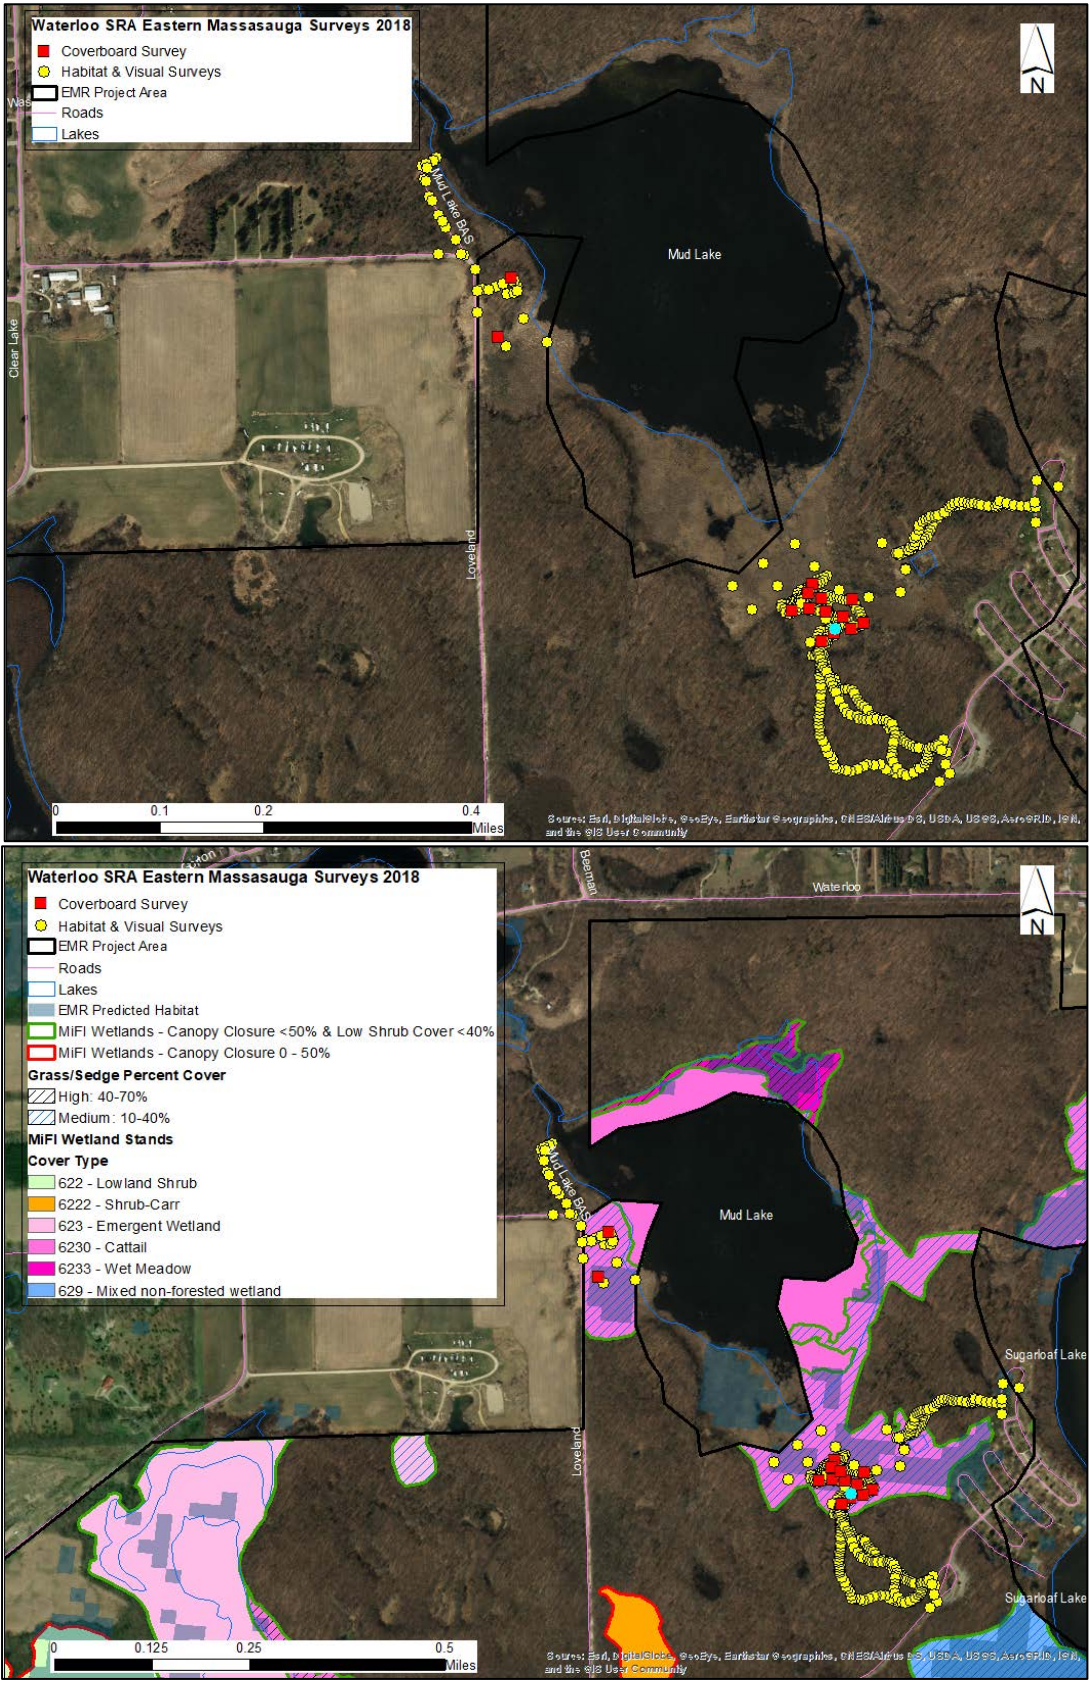 Waterloo SRA Eastern Massasauga Surveys 2018
Coverboard Survey
Habitat & Visual Surveys
EMR Project Area
Roads
Lakes
N
Mud Lake BAS
Mud Lake
Clear Lake
Loveland
0 0.1 0.2 0.4
Miles
Source: Esri, DigitalGlobe, GeoEye, Earthstar Geographics, CNES/Airbus DS, USDA, USGS, AeroGRID, IGN,
and the GIS User Community
Waterloo SRA Eastern Massasauga Surveys 2018
Coverboard Survey
Habitat & Visual Surveys
EMR Project Area
Roads
Lakes
EMR Predicted Habitat
MiFI Wetlands - Canopy Closure <50% & Low Shrub Cover <40%
MiFI Wetlands - Canopy Closure 0 - 50%
Grass/Sedge Percent Cover
High: 40-70%
Medium: 10-40%
MiFI Wetland Stands
Cover Type
622 - Lowland Shrub
6222 - Shrub-Carr
623 - Emergent Wetland
6230 - Cattail
6233 - Wet Meadow
629 - Mixed non-forested wetland
Beeman
Waterloo
N
Mud Lake BAS
Mud Lake
Sugarloaf Lake
Loveland
Sugarloaf Lake
0 0.125 0.25 0.5
Miles
Source: Esri, DigitalGlobe, GeoEye, Earthstar Geographics, CNES/Airbus DS, USDA, USGS, AeroGRID, IGN,
and the GIS User Community